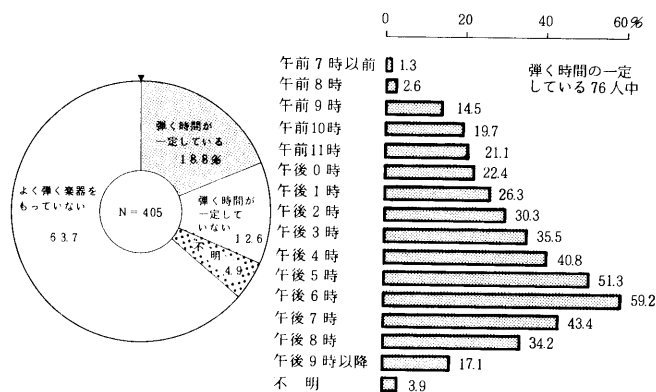 0
20
40
60%
弾く時間の一定
している76人中
午前7時以前 1.3
午前8時 2.6
午前9時 14.5
午前10時 19.7
午前11時 21.1
午後0時 22.4
午後1時 26.3
午後2時 30.3
午後3時 35.5
午後4時 40.8
午後5時 51.3
午後6時 59.2
午後7時 43.4
午後8時 34.2
午後9時以降 17.1
不明 3.9
弾く時間が
一定している
18.8%
弾く時間が
一定して
いない
12.6
不明
4.9
よく弾く楽器を
もっていない
63.7
N=405